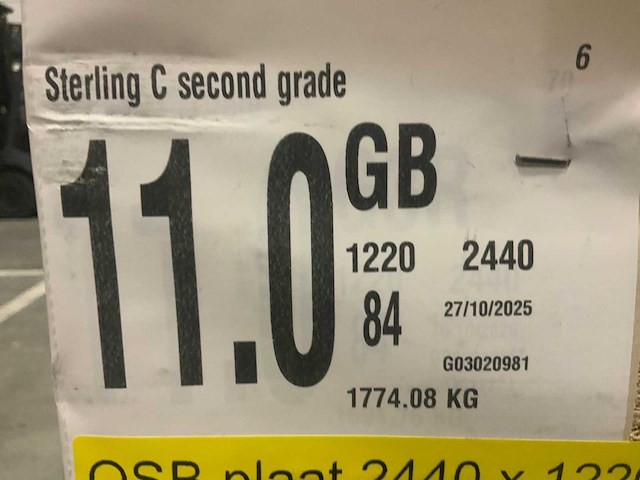 6
Sterling C second grade
11.0 GB
1220 2440
84 27/10/2025
G03020981
1774.08 KG
OSB plaat 2440 x 1220